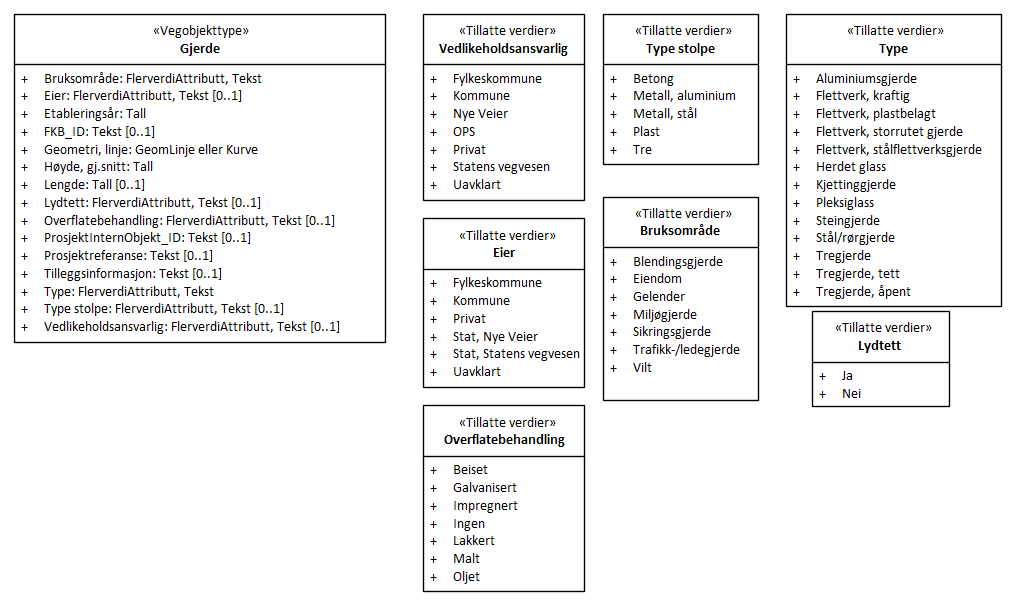 «Vegobjekttype»
Gjerde
+ Bruksområde: FlerverdiAttributt, Tekst
+ Eier: FlerverdiAttributt, Tekst [0..1]
+ Etableringsår: Tall
+ FKB_ID: Tekst [0..1]
+ Geometri, linje: GeomLinje eller Kurve
+ Høyde, gj.snitt: Tall
+ Lengde: Tall [0..1]
+ Lydtett: FlerverdiAttributt, Tekst [0..1]
+ Overflatebehandling: FlerverdiAttributt, Tekst [0..1]
+ ProsjektInternObjekt_ID: Tekst [0..1]
+ Prosjektreferanse: Tekst [0..1]
+ Tilleggsinformasjon: Tekst [0..1]
+ Type: FlerverdiAttributt, Tekst
+ Type stolpe: FlerverdiAttributt, Tekst [0..1]
+ Vedlikeholdsansvarlig: FlerverdiAttributt, Tekst [0..1]
«Tillatte verdier»
Vedlikeholdsansvarlig
+ Fylkeskommune
+ Kommune
+ Nye Veier
+ OPS
+ Privat
+ Statens vegvesen
+ Uavklart
«Tillatte verdier»
Eier
+ Fylkeskommune
+ Kommune
+ Privat
+ Stat, Nye Veier
+ Stat, Statens vegvesen
+ Uavklart
«Tillatte verdier»
Overflatebehandling
+ Beiset
+ Galvanisert
+ Impregnert
+ Ingen
+ Lakkert
+ Malt
+ Oljet
«Tillatte verdier»
Type stolpe
+ Betong
+ Metall, aluminium
+ Metall, stål
+ Plast
+ Tre
«Tillatte verdier»
Bruksområde
+ Blendingsgjerde
+ Eiendom
+ Gelender
+ Miljøgjerde
+ Sikringsgjerde
+ Trafikk-/ledegjerde
+ Vilt
«Tillatte verdier»
Type
+ Aluminiumsgjerde
+ Flettverk, kraftig
+ Flettverk, plastbelagt
+ Flettverk, storrutet gjerde
+ Flettverk, stålflettverksgjerde
+ Herdet glass
+ Kjettinggjerde
+ Pleksiglass
+ Steingjerde
+ Stål/rørgjerde
+ Tregjerde
+ Tregjerde, tett
+ Tregjerde, åpent
«Tillatte verdier»
Lydtett
+ Ja
+ Nei